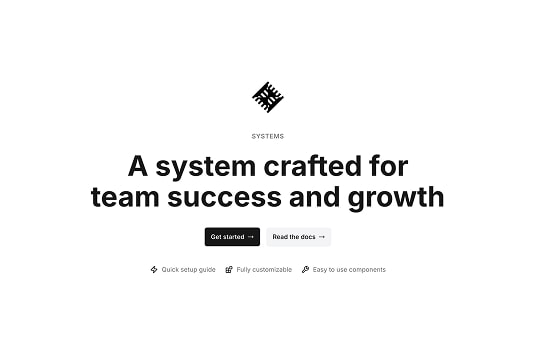 SYSTEMS
A system crafted for
team success and growth
Get started → Read the docs →
Quick setup guide Fully customizable Easy to use components